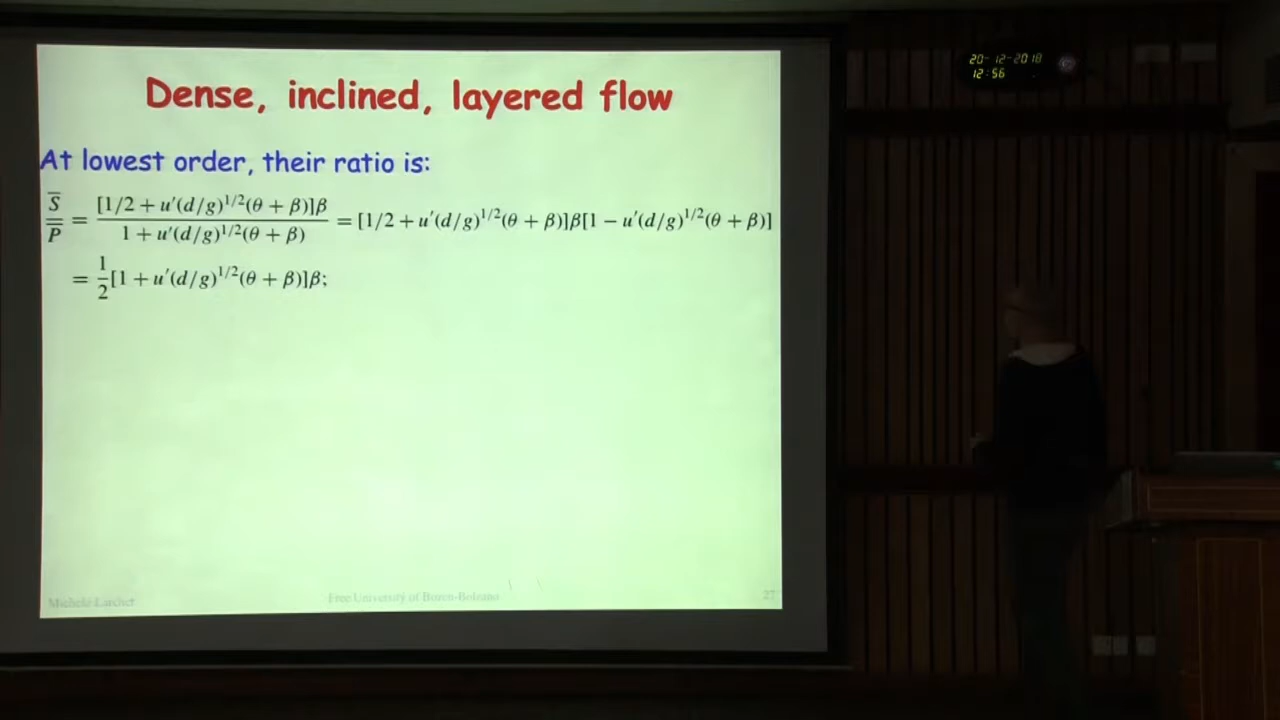 20-12-2018
12:56
Dense, inclined, layered flow
At lowest order, their ratio is:
S̅/P̿ = [1/2 + u′(d/g)^{1/2}(θ + β)]β / 1 + u′(d/g)^{1/2}(θ + β) = [1/2 + u′(d/g)^{1/2}(θ + β)]β[1 − u′(d/g)^{1/2}(θ + β)]
= 1/2[1 + u′(d/g)^{1/2}(θ + β)]β;
Michele Larcher Free University of Bozen-Bolzano 27